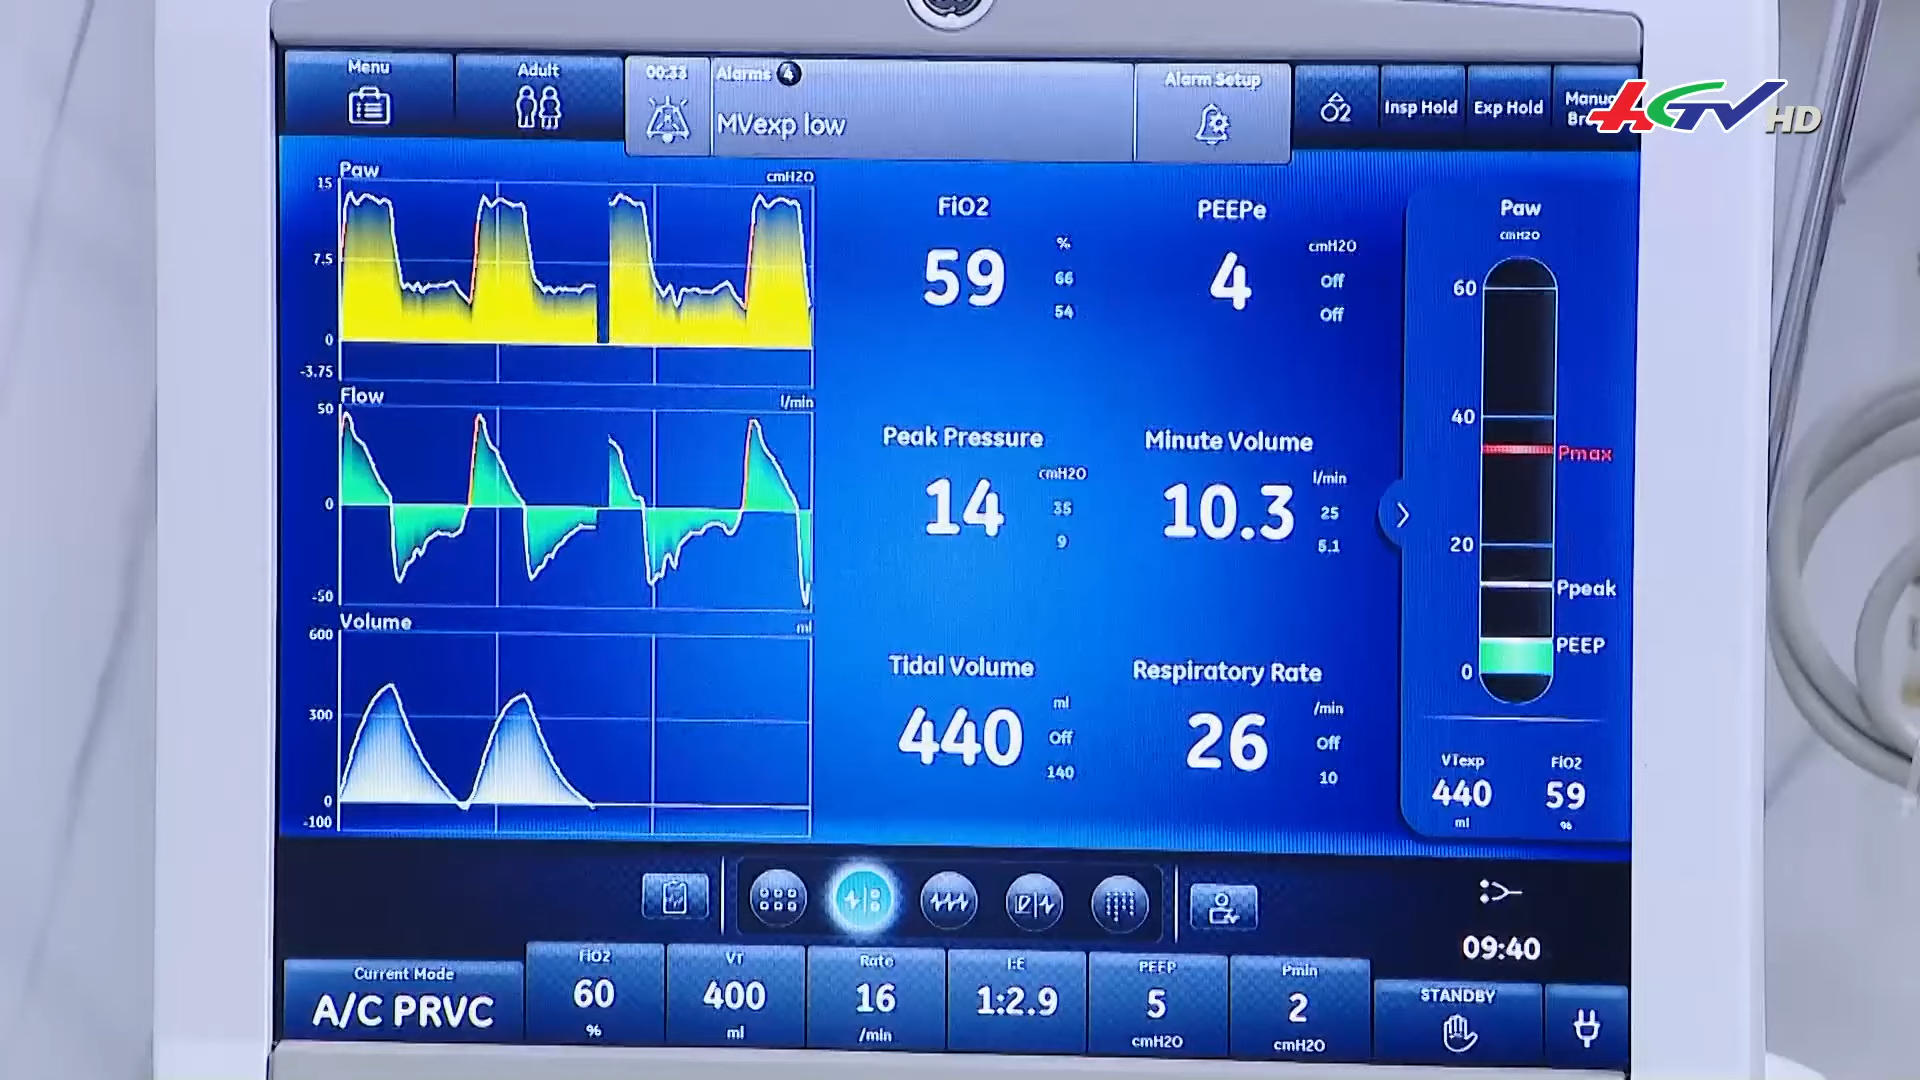 Menu
Adult
00:33
Alarms 4
MVexp low
Alarm Setup
O2
Insp Hold
Exp Hold
AGTV HD
Paw
cmH2O
15
7.5
0
-3.75
Flow
l/min
50
0
-50
Volume
ml
600
300
0
-100
FiO2
59
%
66
54
PEEPe
4
cmH2O
Off
Off
Peak Pressure
14
cmH2O
35
9
Minute Volume
10.3
l/min
25
5.1
Tidal Volume
440
ml
Off
140
Respiratory Rate
26
/min
Off
10
Paw
cmH2O
60
40
Pmax
20
Ppeak
PEEP
0
VTexp
440
ml
FiO2
59
%
09:40
Current Mode
A/C PRVC
FiO2
60
%
VT
400
ml
Rate
16
/min
I:E
1:2.9
PEEP
5
cmH2O
Pmin
2
cmH2O
STANDBY